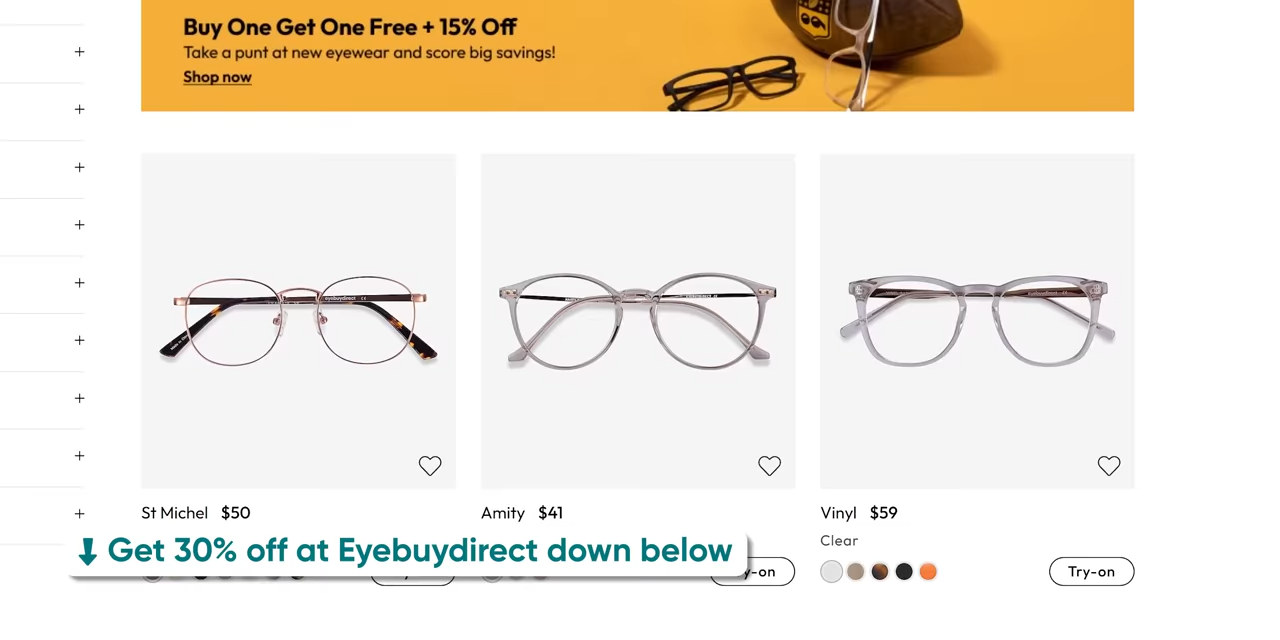 Buy One Get One Free + 15% Off
Take a punt at new eyewear and score big savings!
Shop now
eyebuydirect
St Michel $50
Amity $41
Vinyl $59
Clear
Get 30% off at Eyebuydirect down below
Try-on